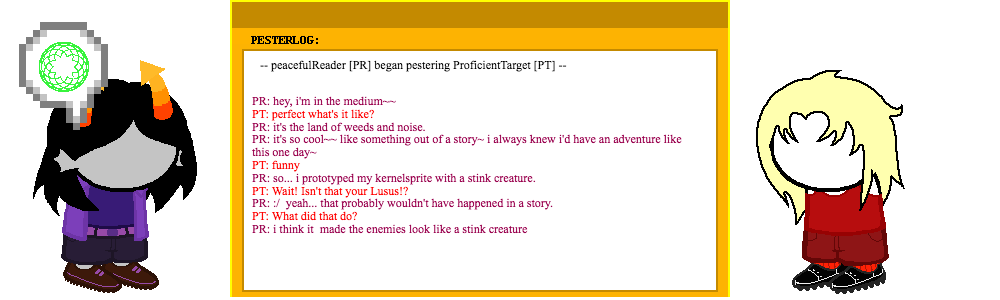 PESTERLOG:
-- peacefulReader [PR] began pestering ProficientTarget [PT] --
PR: hey, i'm in the medium~~
PT: perfect what's it like?
PR: it's the land of weeds and noise.
PR: it's so cool~~ like something out of a story~ i always knew i'd have an adventure like
this one day~
PT: funny
PR: so... i prototyped my kernelsprite with a stink creature.
PT: Wait! Isn't that your Lusus!?
PR: :/  yeah... that probably wouldn't have happened in a story.
PT: What did that do?
PR: i think it  made the enemies look like a stink creature